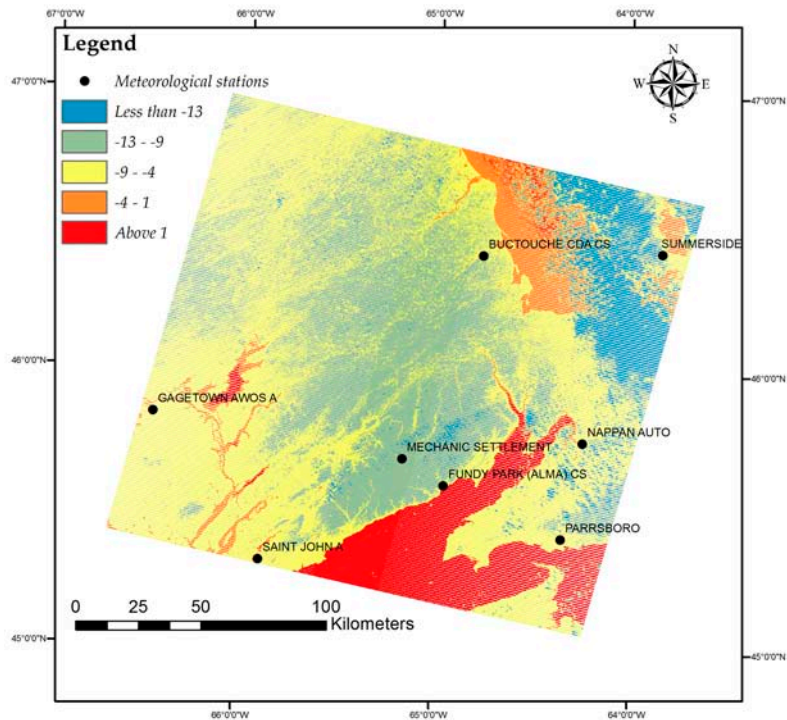 67°0'0"W 66°0'0"W 65°0'0"W 64°0'0"W
Legend
Meteorological stations
Less than -13
-13 - -9
-9 - -4
-4 - 1
Above 1
N
W E
S
47°0'0"N 47°0'0"N
BUCTOUCHE CDA CS SUMMERSIDE
46°0'0"N 46°0'0"N
GAGETOWN AWOS A
NAPPAN AUTO
MECHANIC SETTLEMENT
FUNDY PARK (ALMA) CS
PARRSBORO
SAINT JOHN A
0 25 50 100
Kilometers
45°0'0"N 45°0'0"N
66°0'0"W 65°0'0"W 64°0'0"W